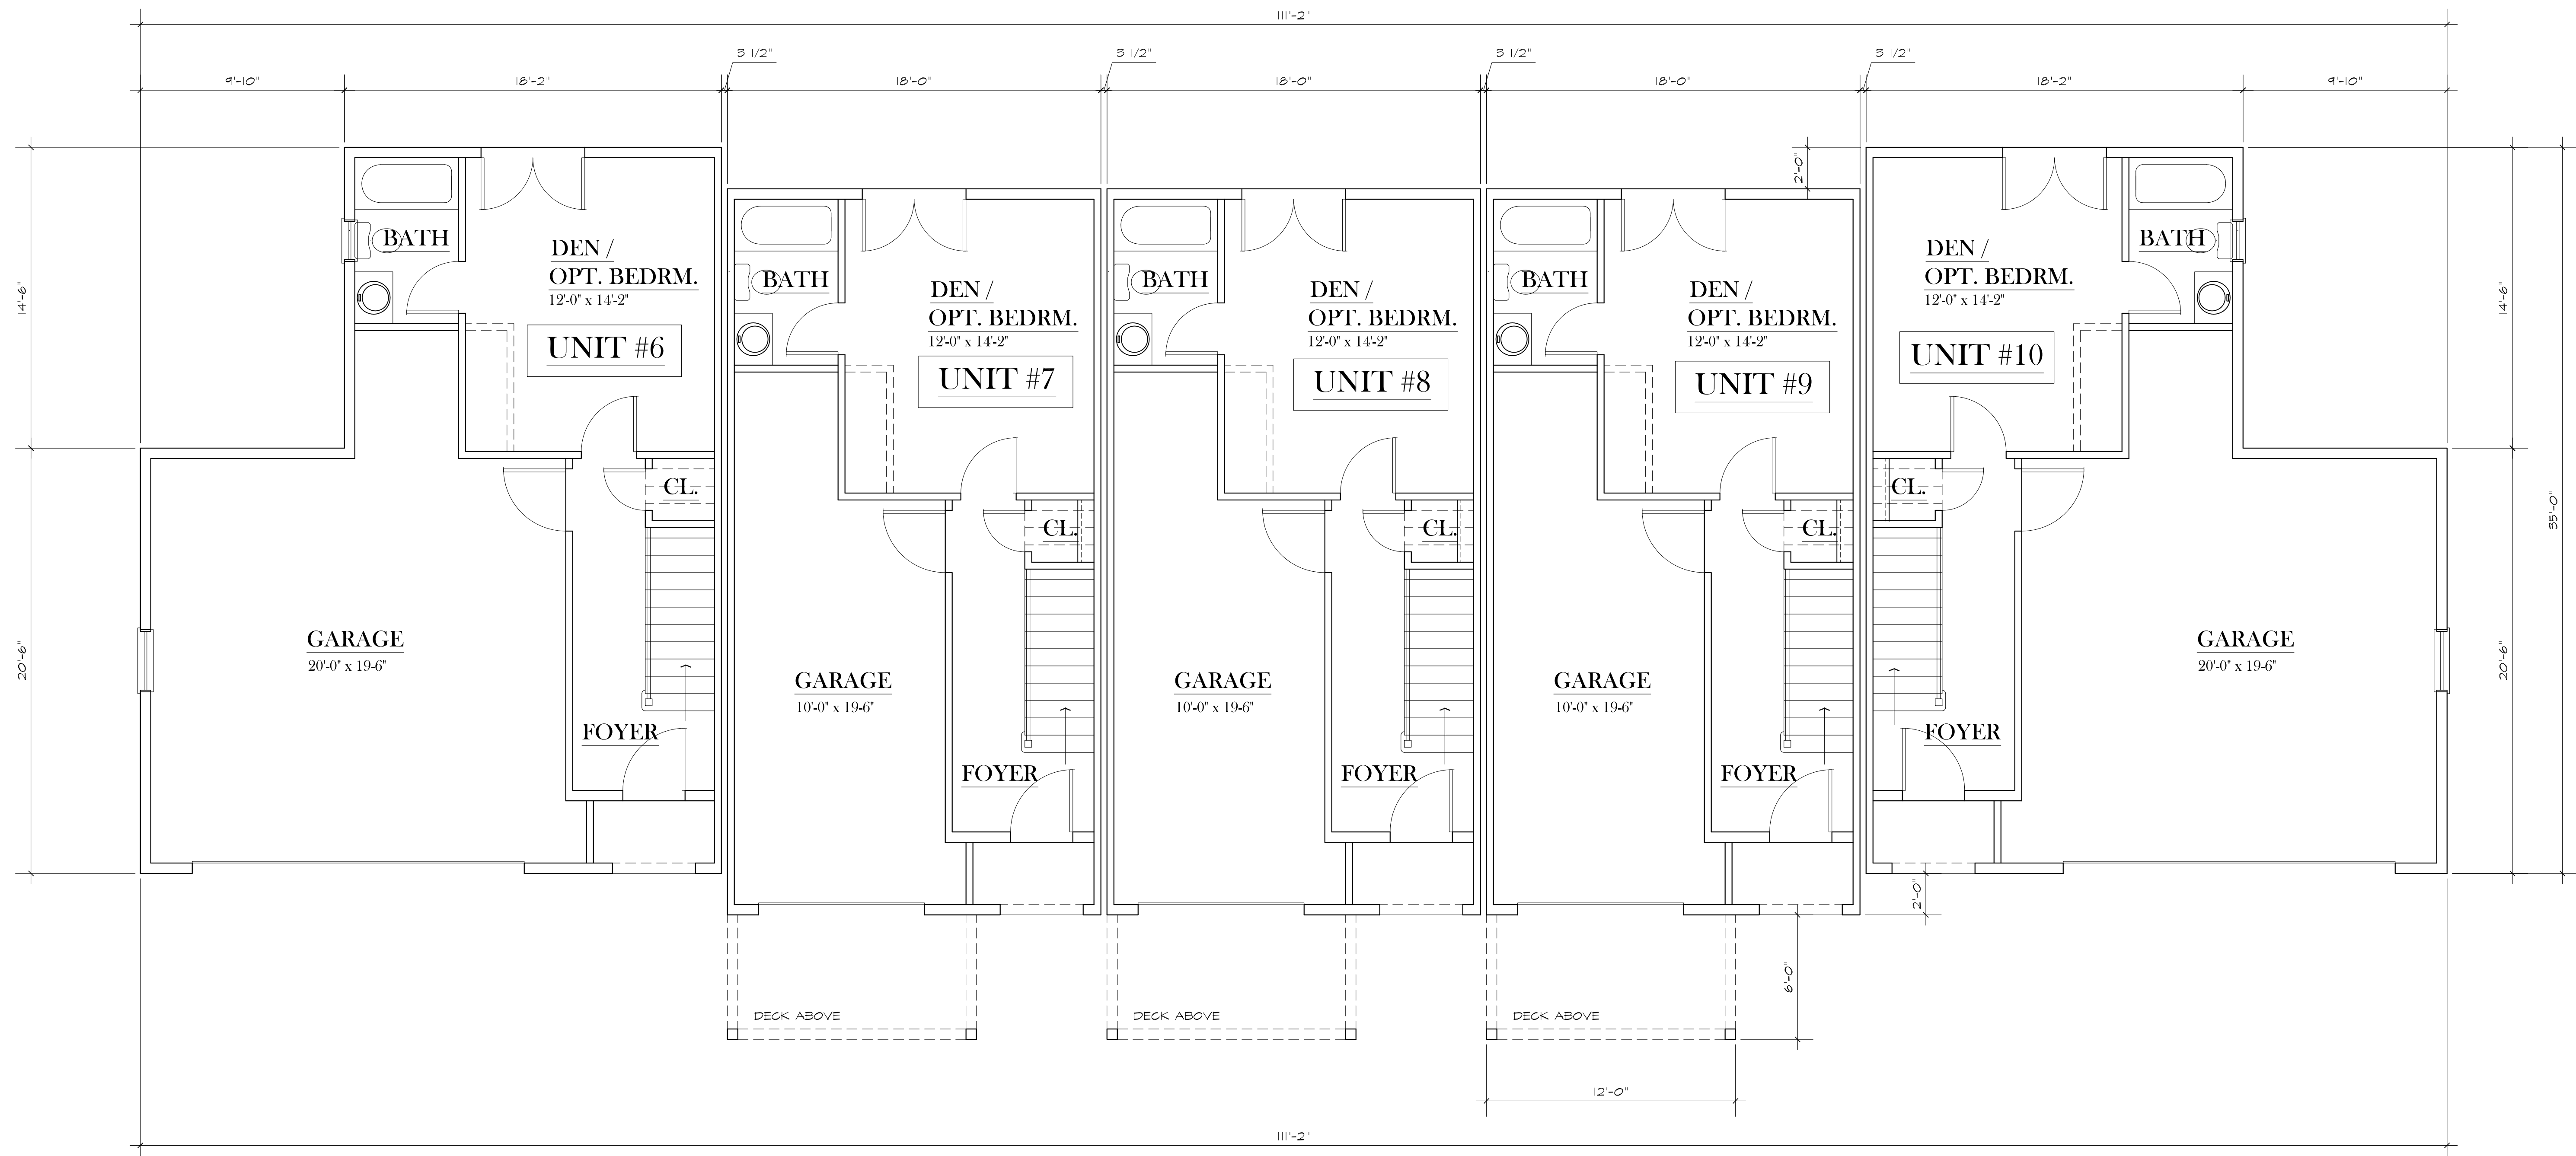 111'-2"
3 1/2"
3 1/2"
3 1/2"
3 1/2"
9'-10"
18'-2"
18'-0"
18'-0"
18'-0"
18'-2"
9'-10"
2'-0"
14'-6"
20'-6"
BATH
DEN /
OPT. BEDRM.
12'-0" x 14'-2"
UNIT #6
CL.
GARAGE
20'-0" x 19-6"
FOYER
BATH
DEN /
OPT. BEDRM.
12'-0" x 14'-2"
UNIT #7
CL.
GARAGE
10'-0" x 19-6"
FOYER
DECK ABOVE
BATH
DEN /
OPT. BEDRM.
12'-0" x 14'-2"
UNIT #8
CL.
GARAGE
10'-0" x 19-6"
FOYER
DECK ABOVE
BATH
DEN /
OPT. BEDRM.
12'-0" x 14'-2"
UNIT #9
CL.
GARAGE
10'-0" x 19-6"
FOYER
DECK ABOVE
DEN /
OPT. BEDRM.
12'-0" x 14'-2"
BATH
UNIT #10
CL.
GARAGE
20'-0" x 19-6"
FOYER
14'-6"
20'-6"
35'-0"
2'-0"
6'-0"
12'-0"
111'-2"